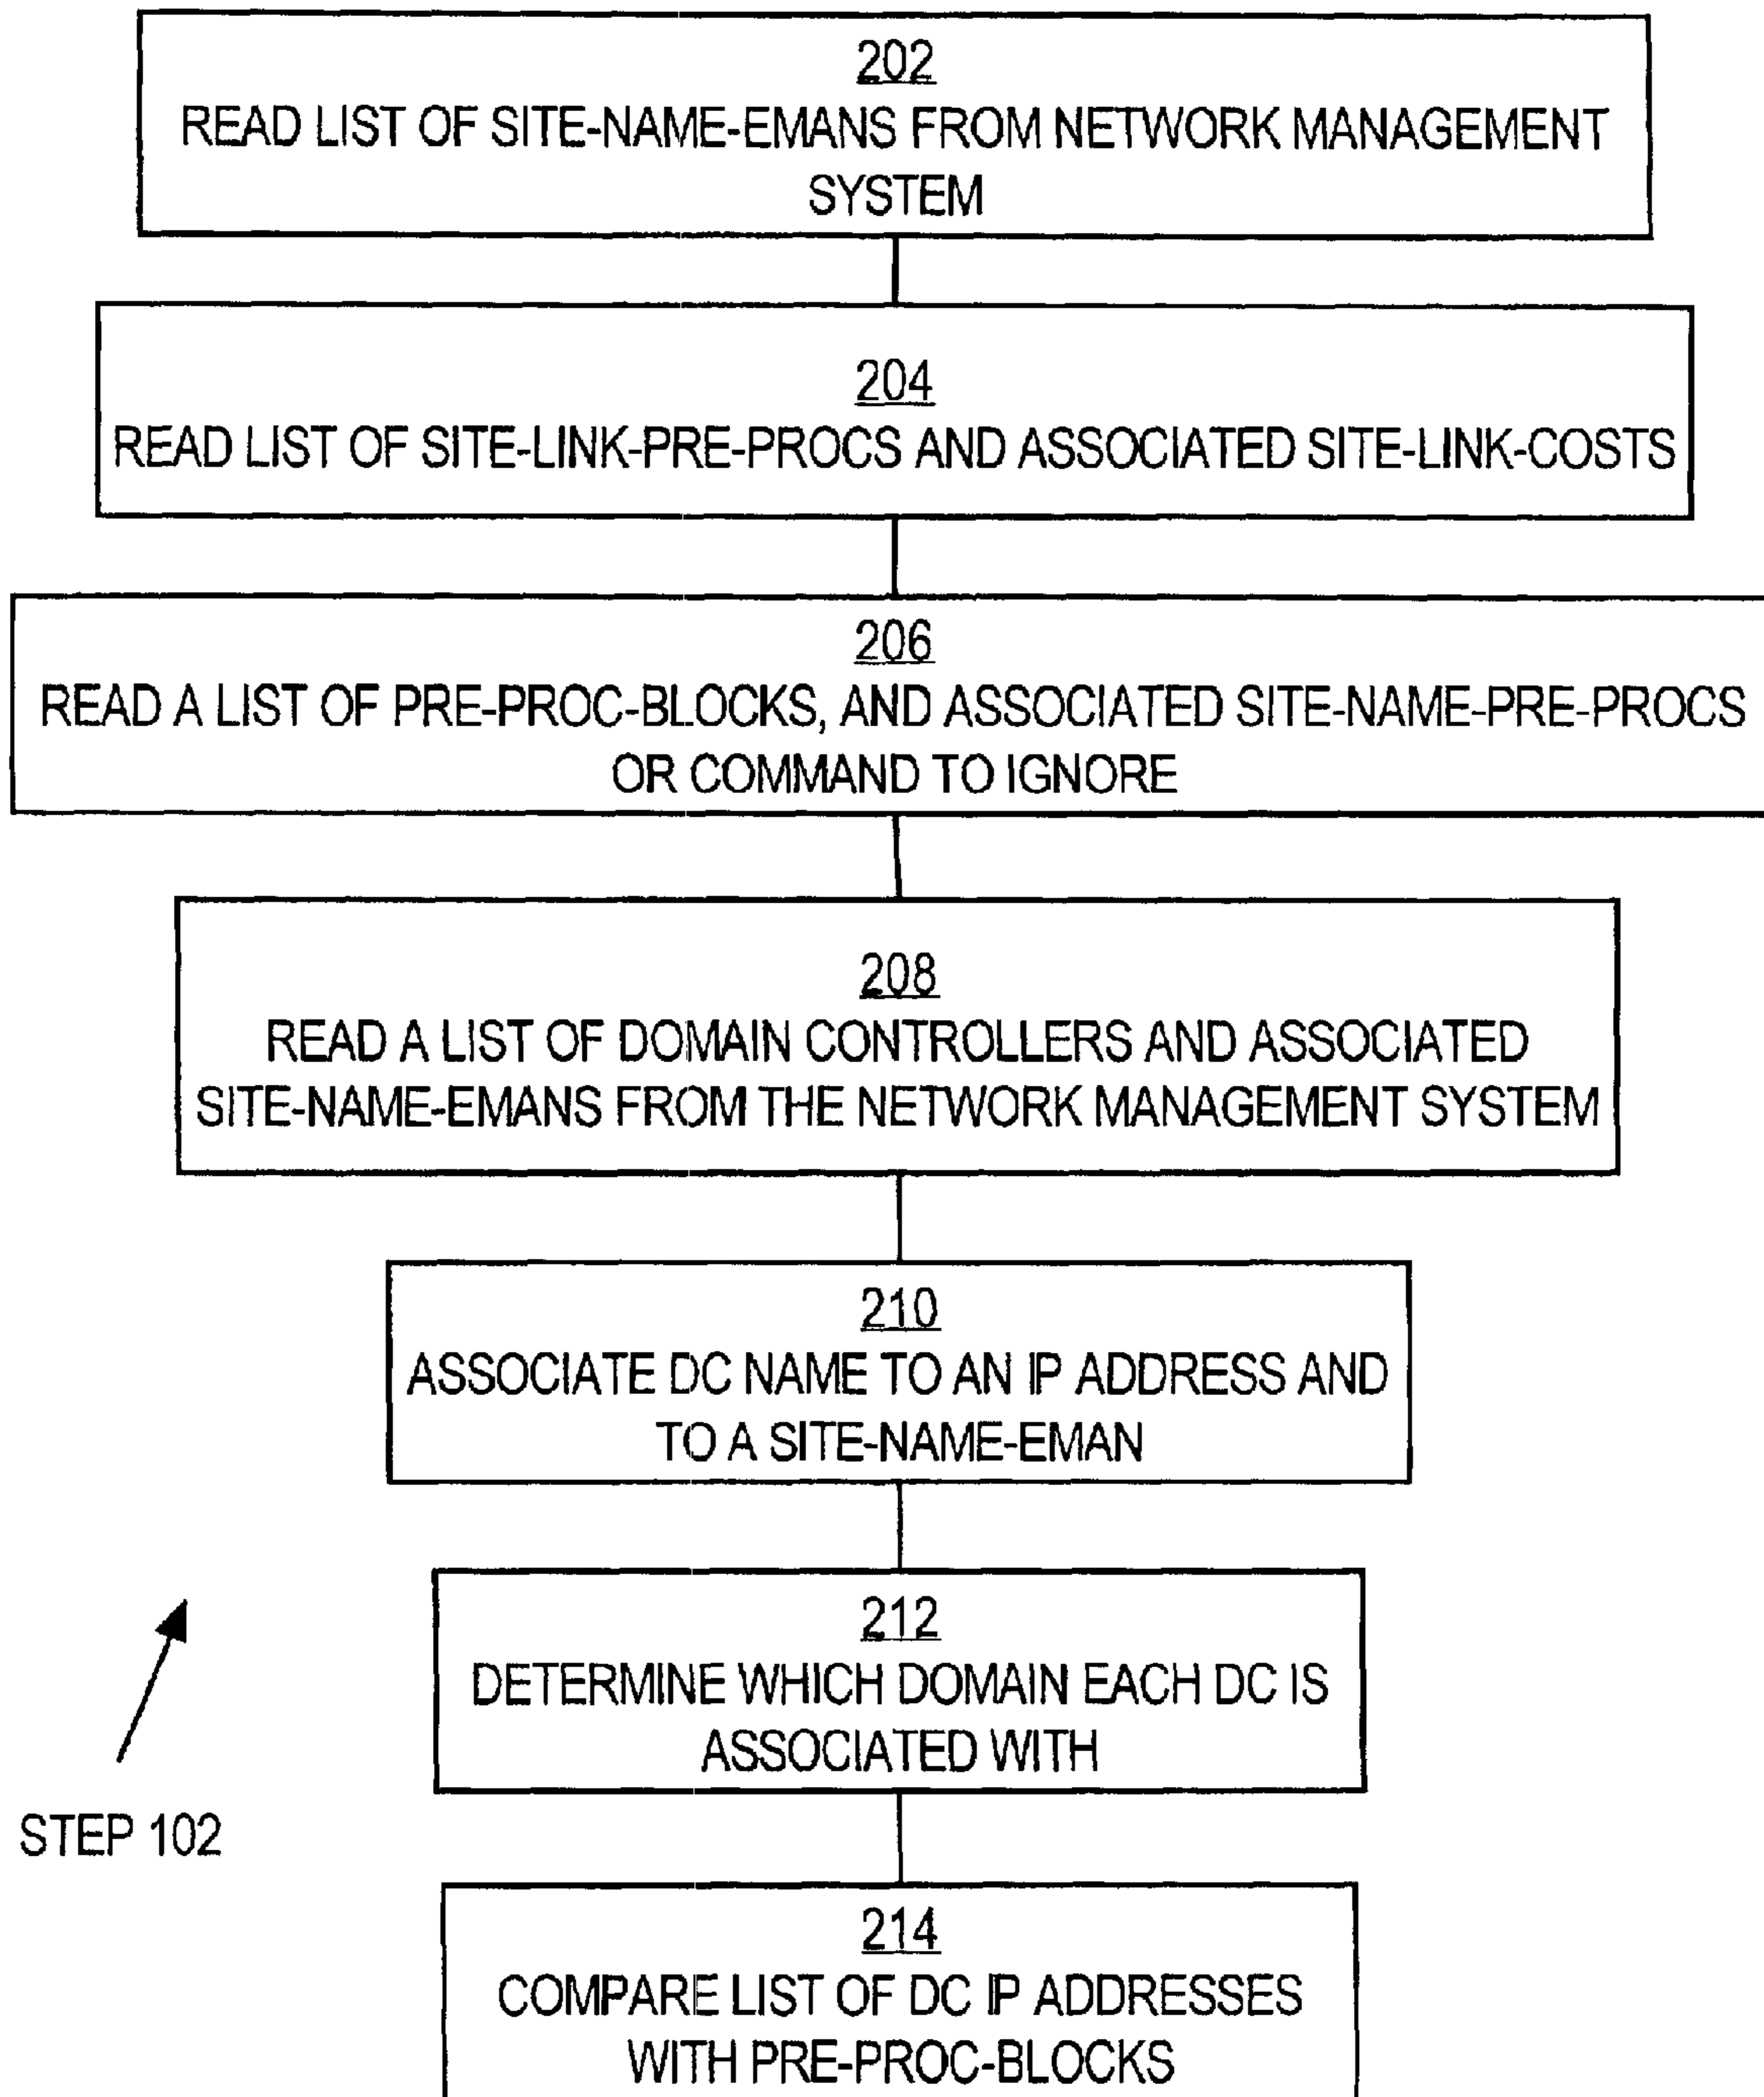 202
READ LIST OF SITE-NAME-EMANS FROM NETWORK MANAGEMENT
SYSTEM
204
READ LIST OF SITE-LINK-PRE-PROCS AND ASSOCIATED SITE-LINK-COSTS
206
READ A LIST OF PRE-PROC-BLOCKS, AND ASSOCIATED SITE-NAME-PRE-PROCS
OR COMMAND TO IGNORE
208
READ A LIST OF DOMAIN CONTROLLERS AND ASSOCIATED
SITE-NAME-EMANS FROM THE NETWORK MANAGEMENT SYSTEM
210
ASSOCIATE DC NAME TO AN IP ADDRESS AND
TO A SITE-NAME-EMAN
212
DETERMINE WHICH DOMAIN EACH DC IS
ASSOCIATED WITH
STEP 102
214
COMPARE LIST OF DC IP ADDRESSES
WITH PRE-PROC-BLOCKS